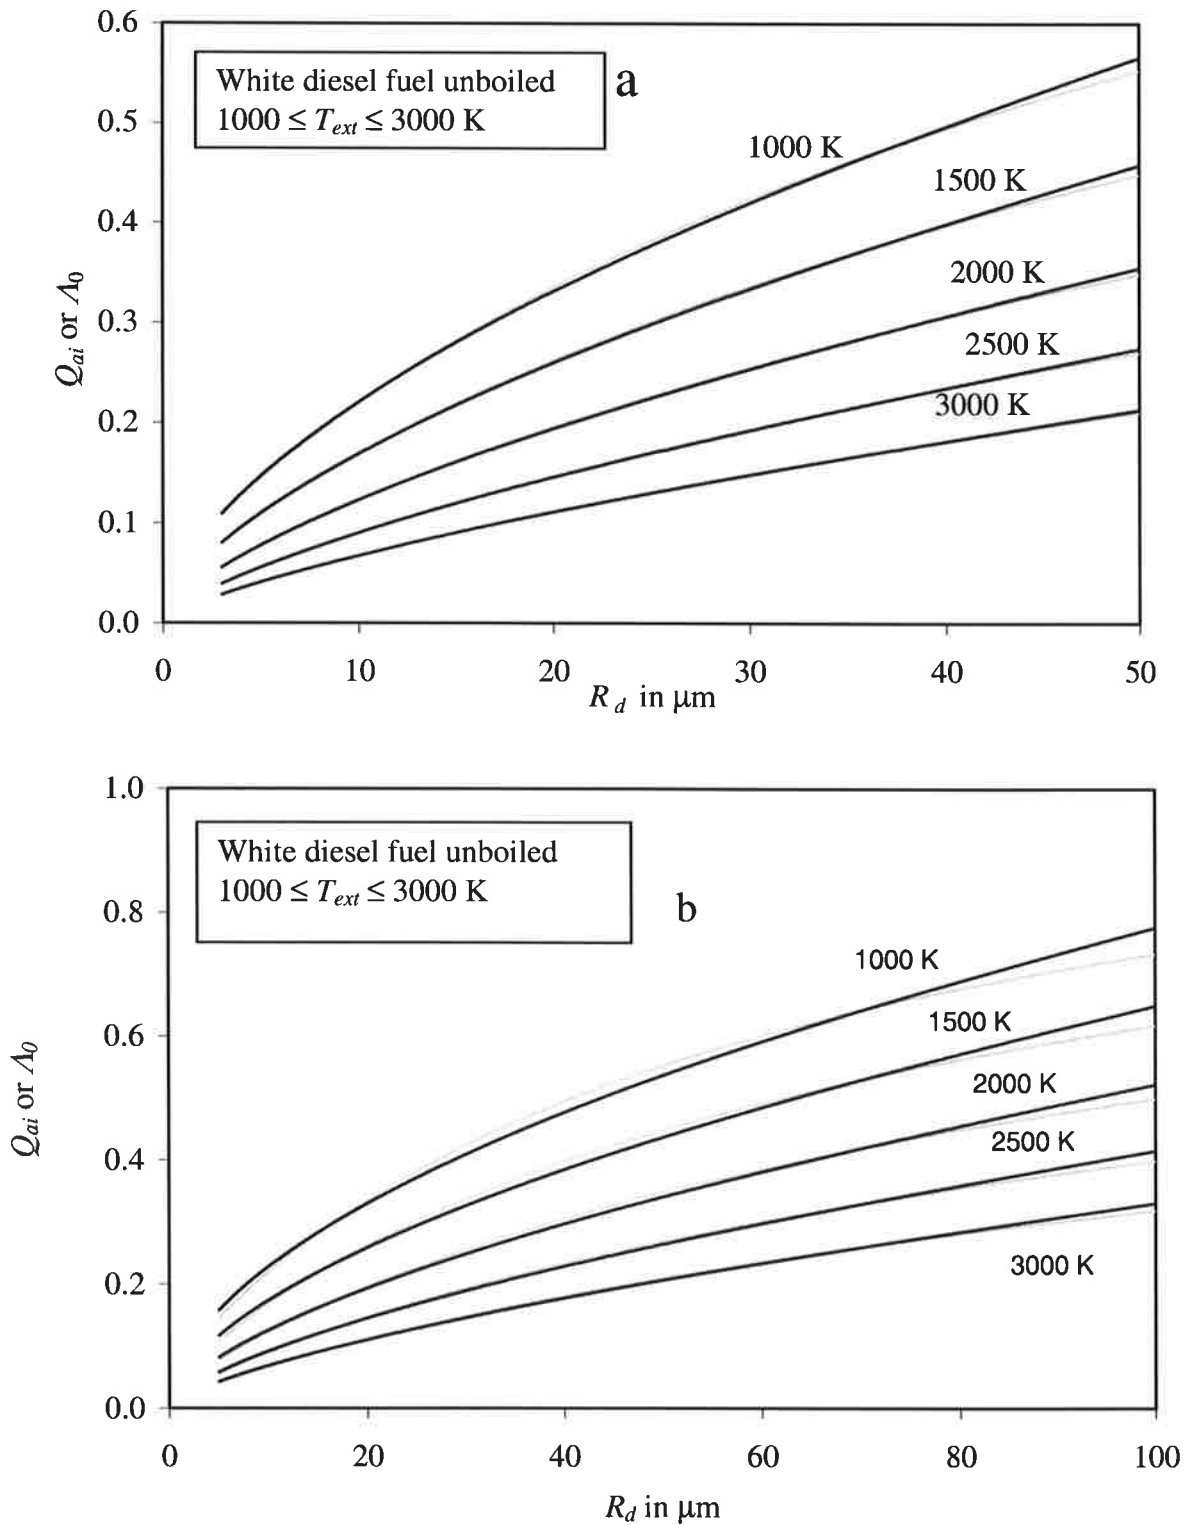 0.6
White diesel fuel unboiled
1000 ≤ T_ext ≤ 3000 K
a
0.5
1000 K
1500 K
0.4
2000 K
0.3
2500 K
3000 K
0.2
0.1
0.0
Q_ai or Λ_0
0 10 20 30 40 50
R_d in μm
1.0
White diesel fuel unboiled
1000 ≤ T_ext ≤ 3000 K
b
0.8
1000 K
1500 K
0.6
2000 K
2500 K
0.4
3000 K
0.2
0.0
Q_ai or Λ_0
0 20 40 60 80 100
R_d in μm